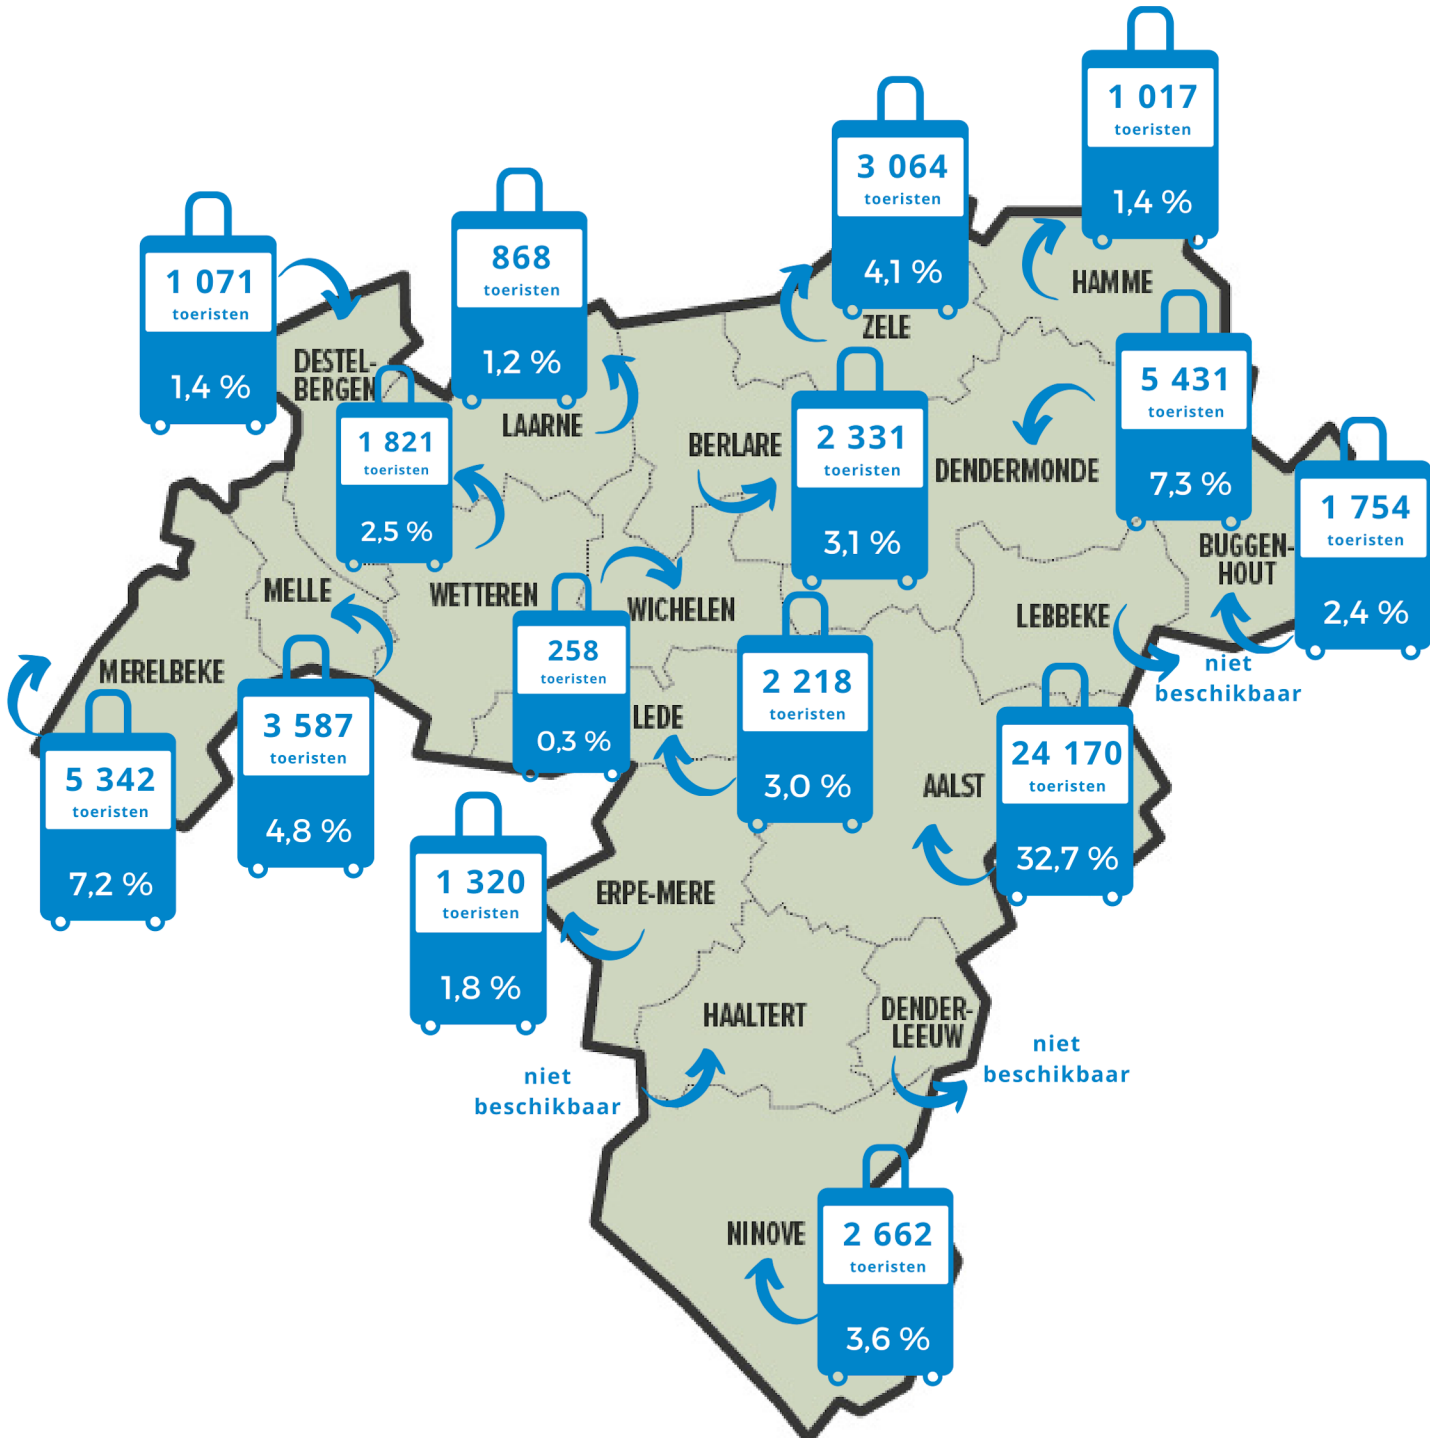 1 017
toeristen
1,4 %
HAMME
3 064
toeristen
4,1 %
ZELE
868
toeristen
1,2 %
LAARNE
1 071
toeristen
1,4 %
DESTEL-
BERGEN
1 821
toeristen
2,5 %
WETTEREN
BERLARE
2 331
toeristen
3,1 %
DENDERMONDE
5 431
toeristen
7,3 %
1 754
toeristen
2,4 %
BUGGEN-
HOUT
LEBBEKE
niet
beschikbaar
WICHELEN
258
toeristen
0,3 %
MELLE
3 587
toeristen
4,8 %
MERELBEKE
5 342
toeristen
7,2 %
LEDE
2 218
toeristen
3,0 %
AALST
24 170
toeristen
32,7 %
ERPE-MERE
1 320
toeristen
1,8 %
HAALTERT
niet
beschikbaar
DENDER-
LEEUW
niet
beschikbaar
NINOVE
2 662
toeristen
3,6 %